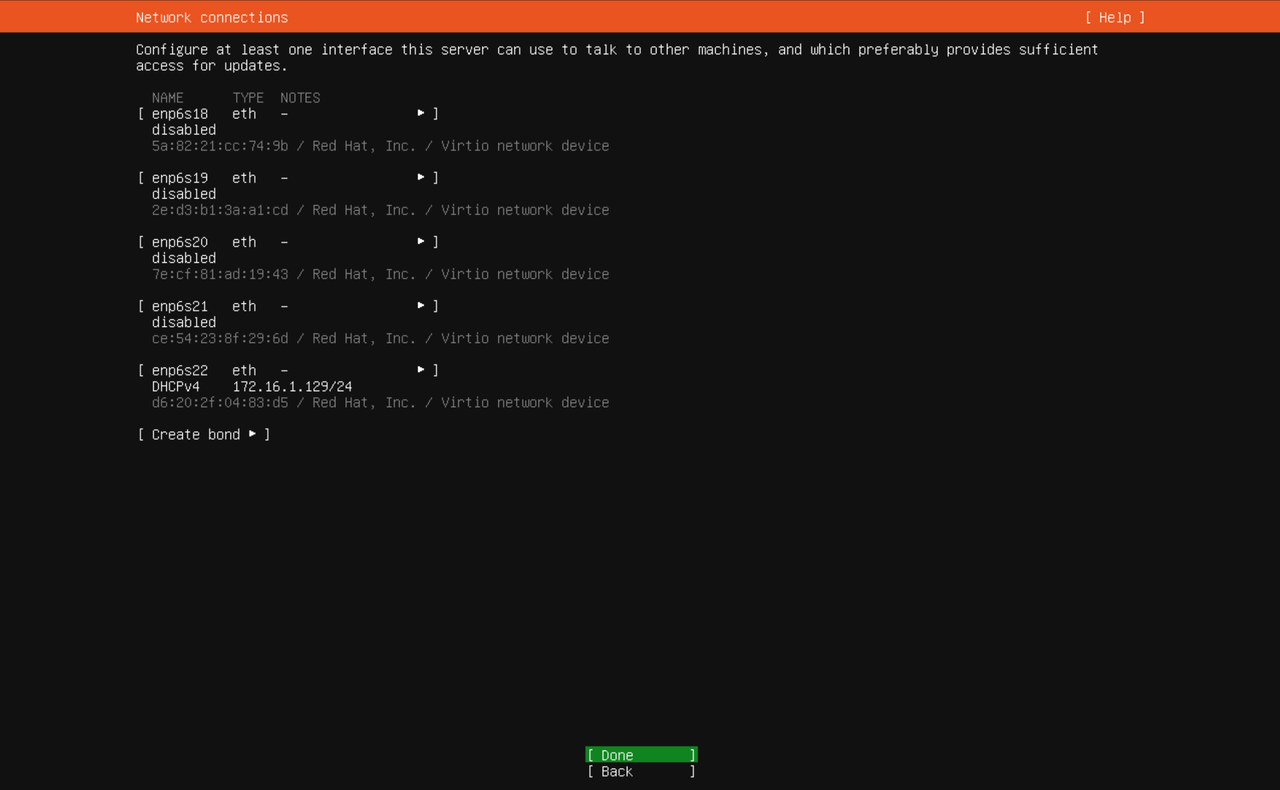 Network connections [ Help ]
Configure at least one interface this server can use to talk to other machines, and which preferably provides sufficient
access for updates.
NAME TYPE NOTES
[ enp6s18 eth – ▸ ]
disabled
5a:82:21:cc:74:9b / Red Hat, Inc. / Virtio network device
[ enp6s19 eth – ▸ ]
disabled
2e:d3:b1:3a:a1:cd / Red Hat, Inc. / Virtio network device
[ enp6s20 eth – ▸ ]
disabled
7e:cf:81:ad:19:43 / Red Hat, Inc. / Virtio network device
[ enp6s21 eth – ▸ ]
disabled
ce:54:23:8f:29:6d / Red Hat, Inc. / Virtio network device
[ enp6s22 eth – ▸ ]
DHCPv4 172.16.1.129/24
d6:20:2f:04:83:d5 / Red Hat, Inc. / Virtio network device
[ Create bond ▸ ]
[ Done ]
[ Back ]